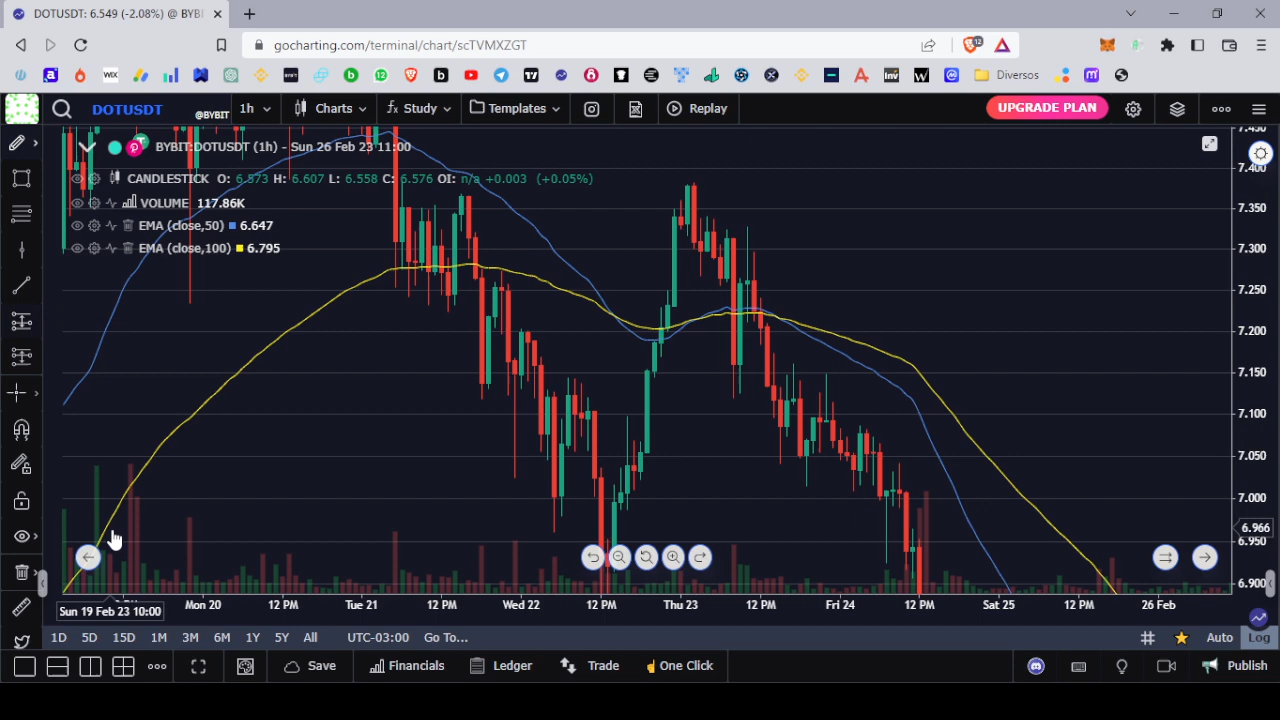 DOTUSDT: 6.549 (-2.08%) @ BYBI
gocharting.com/terminal/chart/scTVMXZGT
12
WIX
12
b
Inv
W
Diversos
DOTUSDT @BYBIT 1h Charts Study Templates Replay UPGRADE PLAN
BYBIT:DOTUSDT (1h) - Sun 26 Feb 23 11:00
CANDLESTICK O: 6.573 H: 6.607 L: 6.558 C: 6.576 OI: n/a +0.003 (+0.05%)
VOLUME 117.86K
EMA (close,50) 6.647
EMA (close,100) 6.795
7.450
7.400
7.350
7.300
7.250
7.200
7.150
7.100
7.050
7.000
6.966
6.950
6.900
Sun 19 Feb 23 10:00
Mon 20 12 PM Tue 21 12 PM Wed 22 12 PM Thu 23 12 PM Fri 24 12 PM Sat 25 12 PM 26 Feb
1D 5D 15D 1M 3M 6M 1Y 5Y All UTC-03:00 Go To... Auto Log
Save Financials Ledger Trade One Click Publish